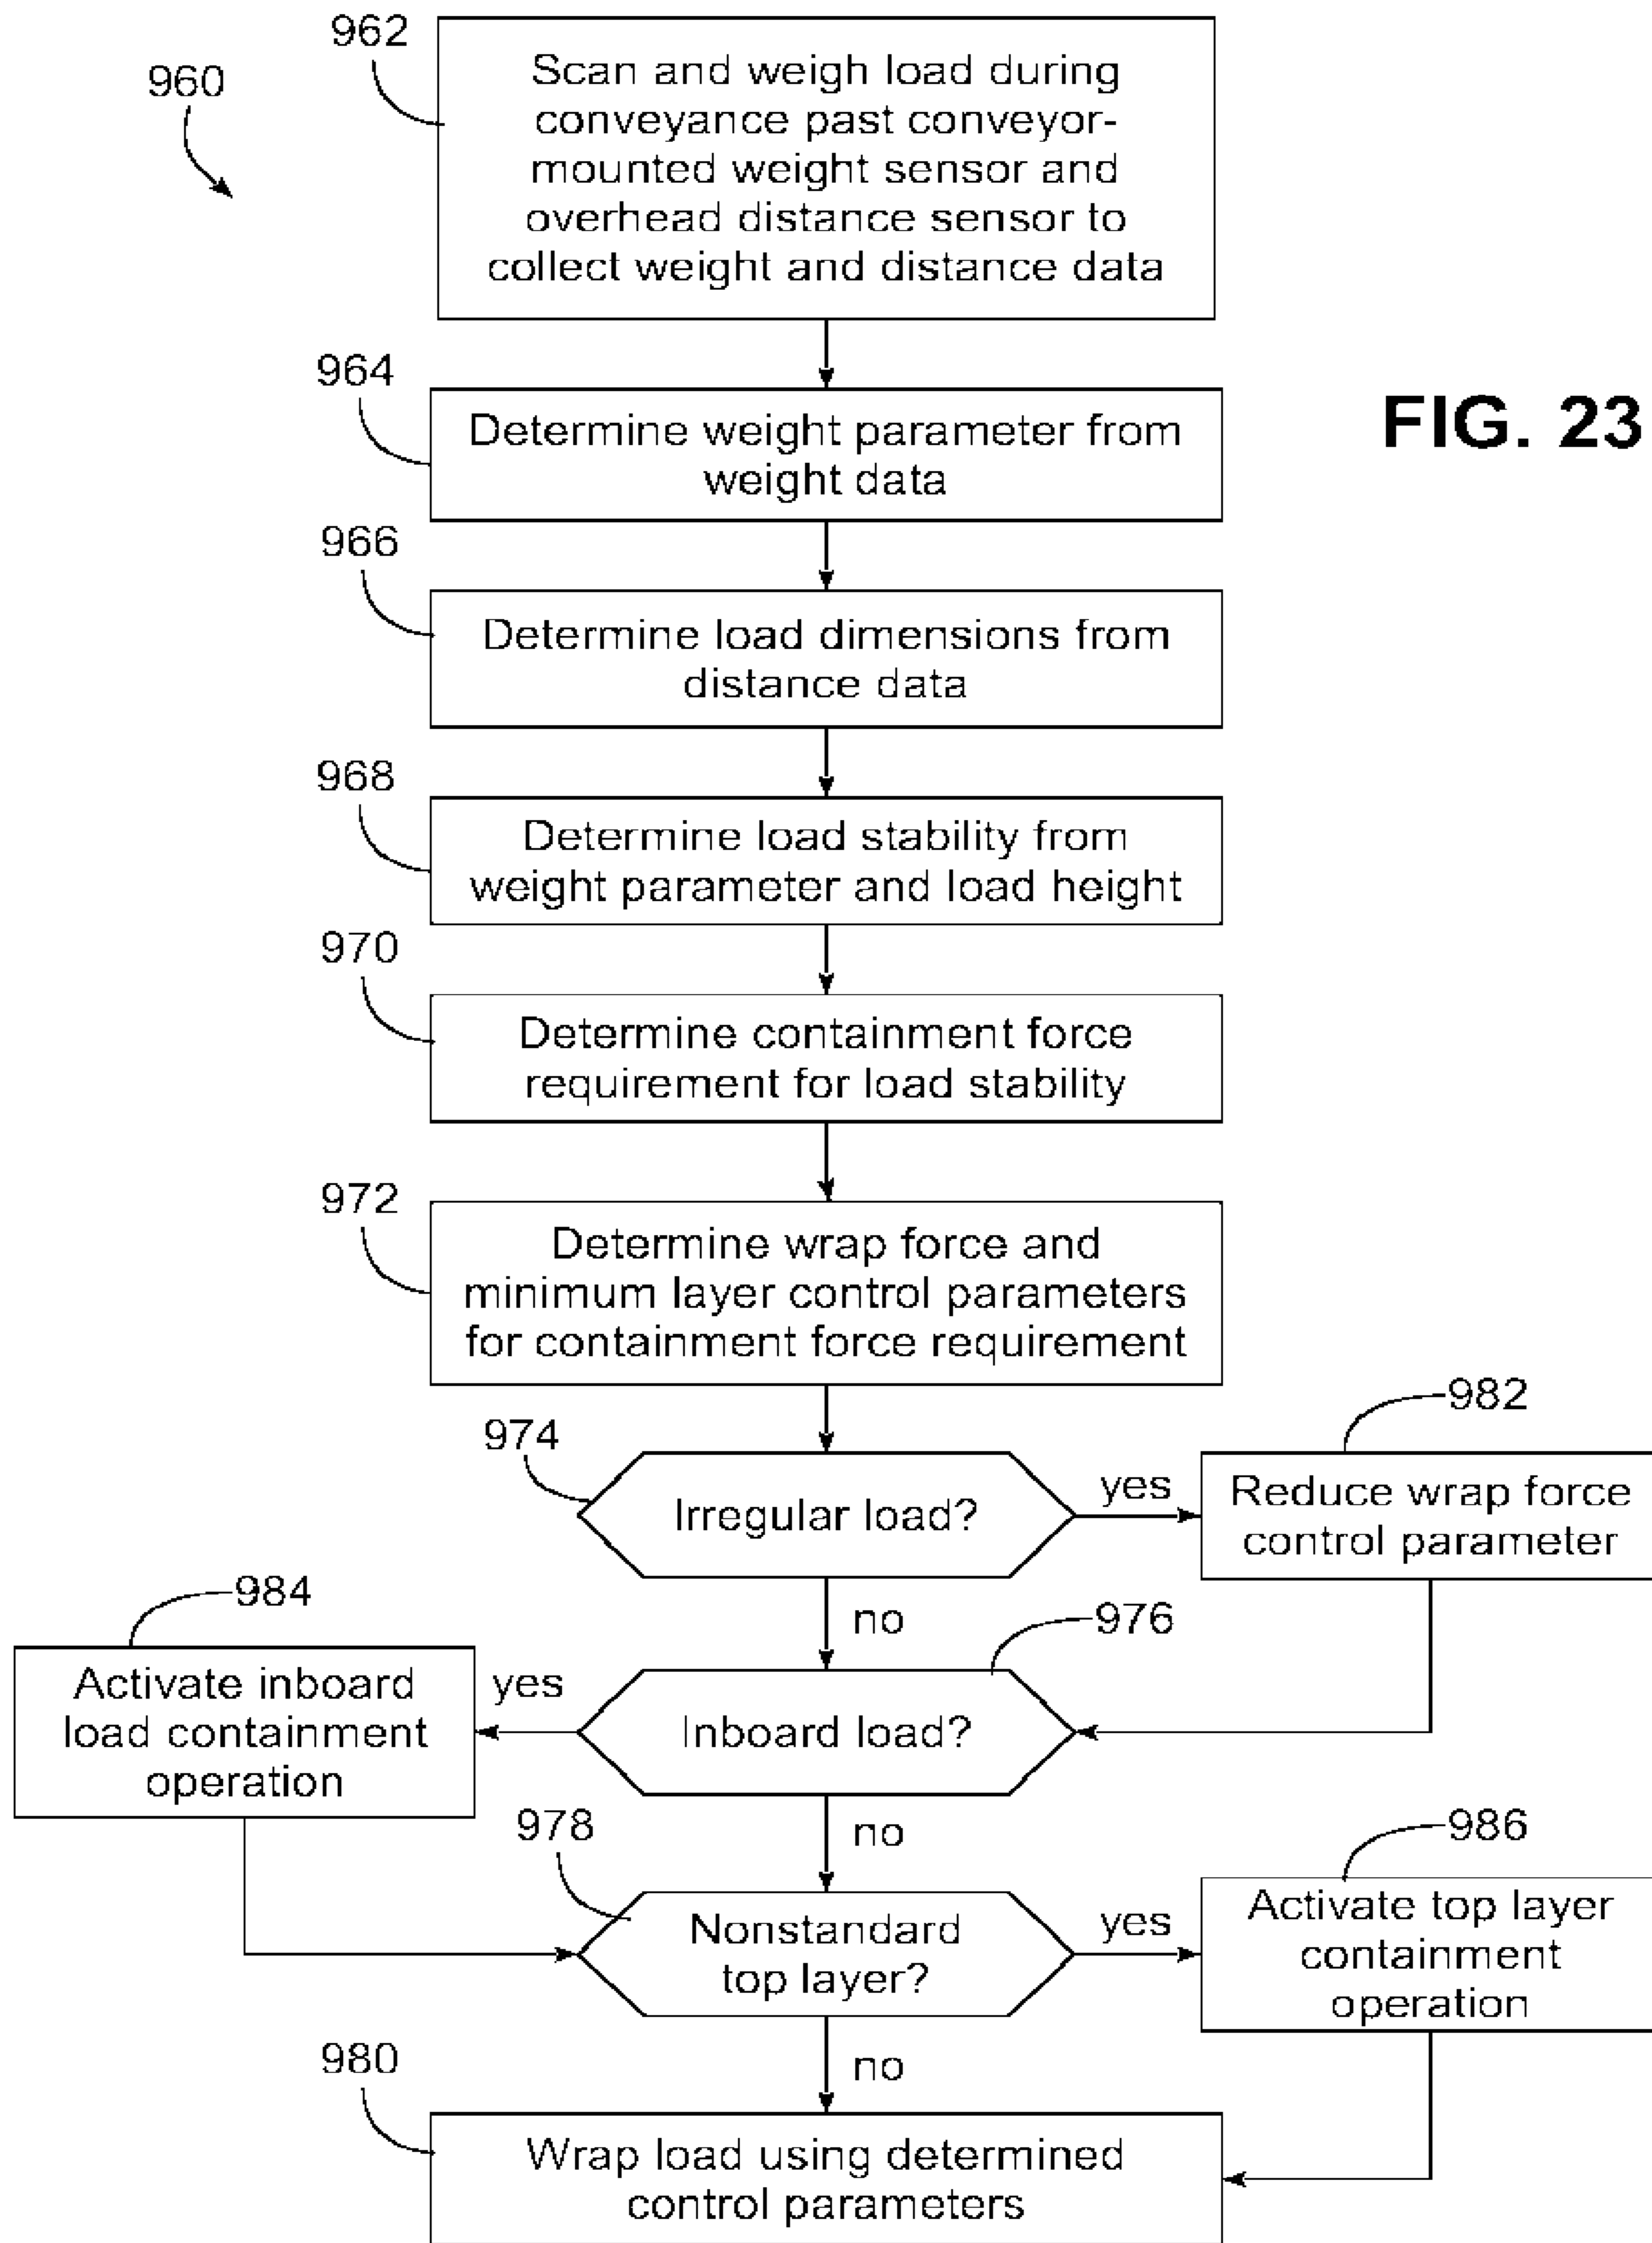 962
960
Scan and weigh load during
conveyance past conveyor-
mounted weight sensor and
overhead distance sensor to
collect weight and distance data
964
Determine weight parameter from
weight data
FIG. 23
966
Determine load dimensions from
distance data
968
Determine load stability from
weight parameter and load height
970
Determine containment force
requirement for load stability
972
Determine wrap force and
minimum layer control parameters
for containment force requirement
974
Irregular load?
yes
982
Reduce wrap force
control parameter
no
984
Activate inboard
load containment
operation
yes
976
Inboard load?
no
978
Nonstandard
top layer?
yes
986
Activate top layer
containment
operation
no
980
Wrap load using determined
control parameters